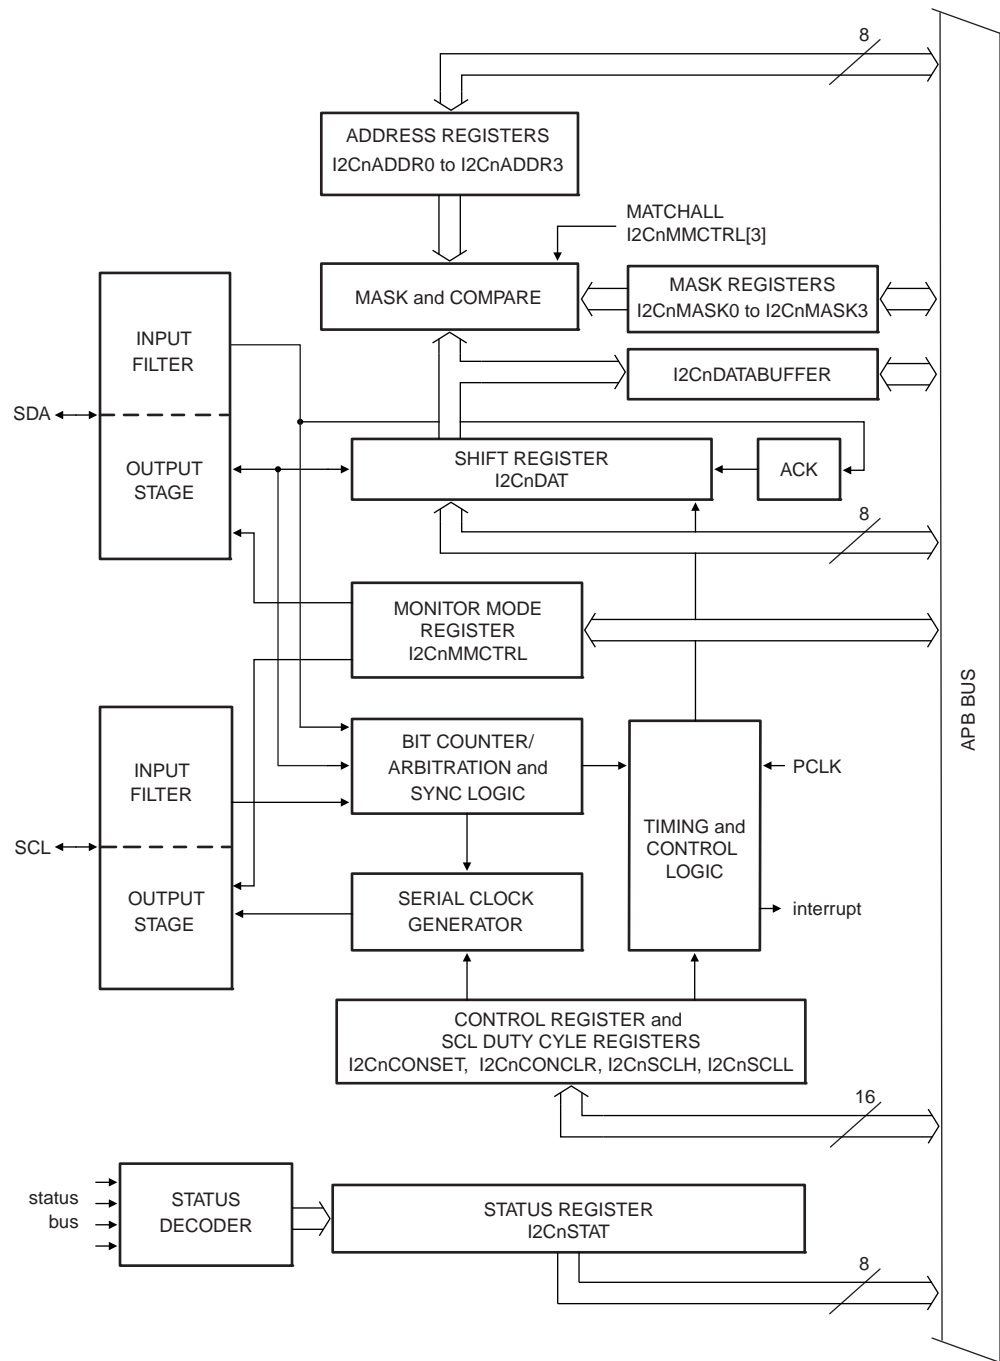 8
ADDRESS REGISTERS
I2CnADDR0 to I2CnADDR3
MATCHALL
I2CnMMCTRL[3]
MASK and COMPARE
MASK REGISTERS
I2CnMASK0 to I2CnMASK3
INPUT
FILTER
I2CnDATABUFFER
SDA
OUTPUT
STAGE
SHIFT REGISTER
I2CnDAT
ACK
8
MONITOR MODE
REGISTER
I2CnMMCTRL
APB BUS
INPUT
FILTER
BIT COUNTER/
ARBITRATION and
SYNC LOGIC
PCLK
TIMING and
CONTROL
LOGIC
SCL
OUTPUT
STAGE
SERIAL CLOCK
GENERATOR
interrupt
CONTROL REGISTER and
SCL DUTY CYLE REGISTERS
I2CnCONSET, I2CnCONCLR, I2CnSCLH, I2CnSCLL
16
status
bus
STATUS
DECODER
STATUS REGISTER
I2CnSTAT
8